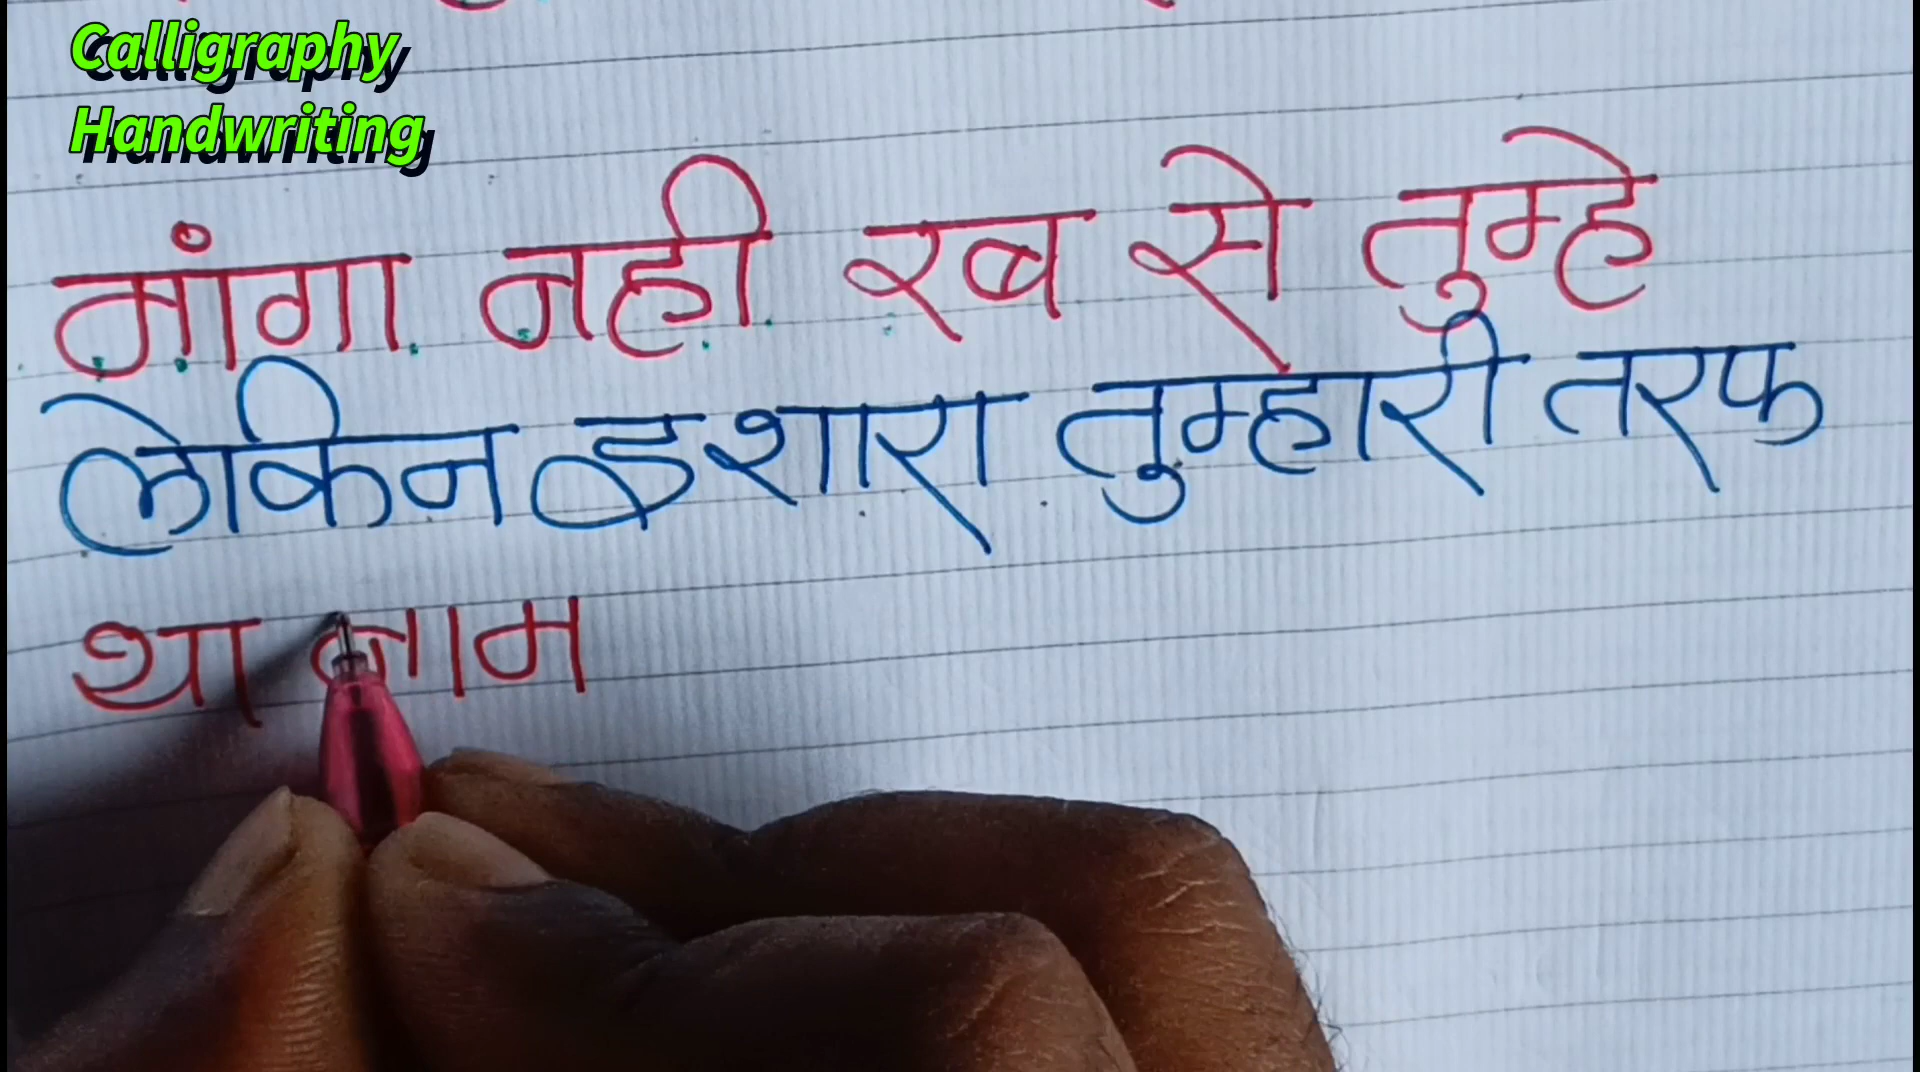 Calligraphy
Handwriting
मांगा नही रब से तुम्हे
लेकिन इशारा तुम्हारी तरफ
था नाम